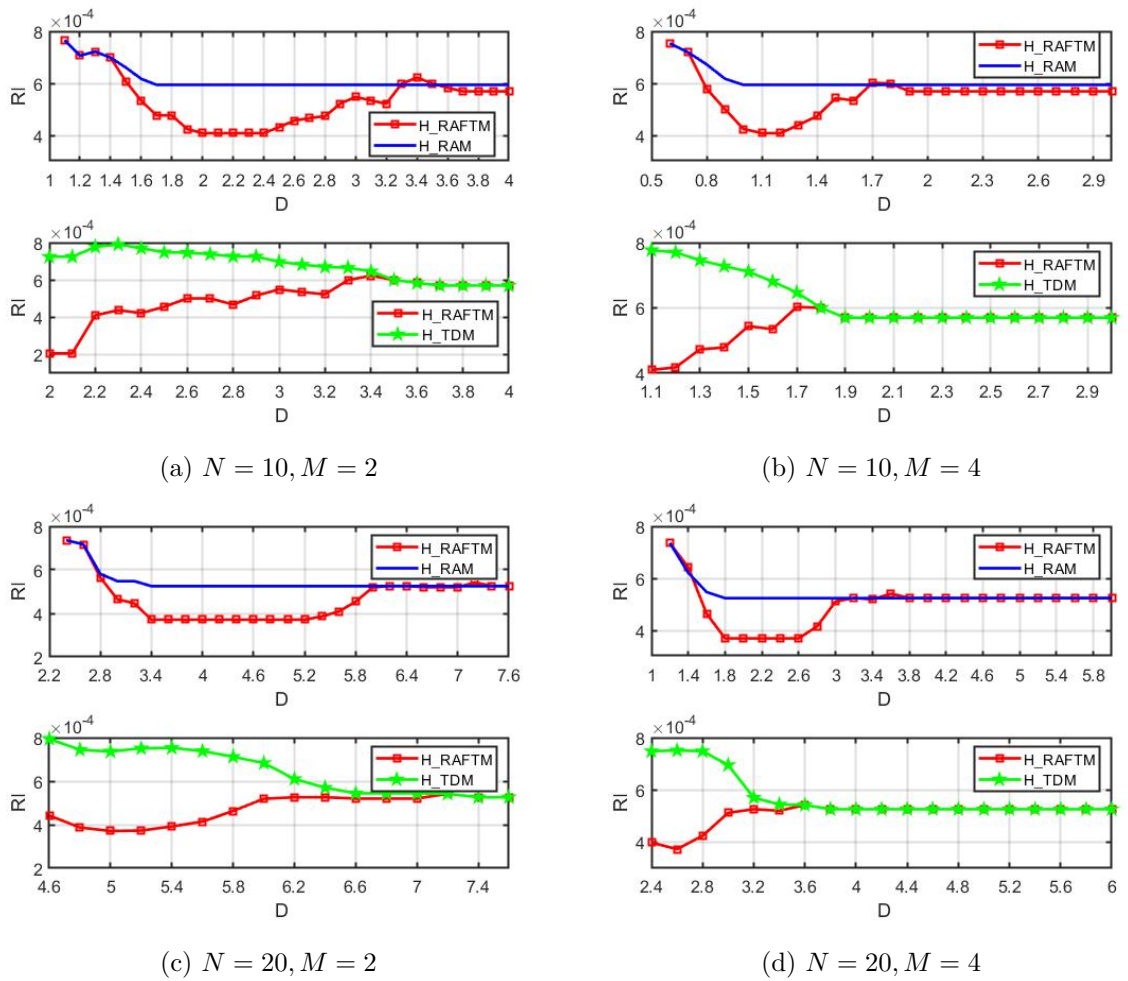 ×10⁻⁴
8
6
4
RI
H_RAFTM
H_RAM
1 1.2 1.4 1.6 1.8 2 2.2 2.4 2.6 2.8 3 3.2 3.4 3.6 3.8 4
D
×10⁻⁴
8
6
4
2
RI
H_RAFTM
H_TDM
2 2.2 2.4 2.6 2.8 3 3.2 3.4 3.6 3.8 4
D
(a) N = 10, M = 2
×10⁻⁴
8
6
4
RI
H_RAFTM
H_RAM
0.5 0.8 1.1 1.4 1.7 2 2.3 2.6 2.9
D
×10⁻⁴
8
6
4
RI
H_RAFTM
H_TDM
1.1 1.3 1.5 1.7 1.9 2.1 2.3 2.5 2.7 2.9
D
(b) N = 10, M = 4
×10⁻⁴
8
6
4
2
RI
H_RAFTM
H_RAM
2.2 2.8 3.4 4 4.6 5.2 5.8 6.4 7 7.6
D
×10⁻⁴
8
6
4
2
RI
H_RAFTM
H_TDM
4.6 5 5.4 5.8 6.2 6.6 7 7.4
D
(c) N = 20, M = 2
×10⁻⁴
8
6
4
RI
H_RAFTM
H_RAM
1 1.4 1.8 2.2 2.6 3 3.4 3.8 4.2 4.6 5 5.4 5.8
D
×10⁻⁴
8
6
4
RI
H_RAFTM
H_TDM
2.4 2.8 3.2 3.6 4 4.4 4.8 5.2 5.6 6
D
(d) N = 20, M = 4